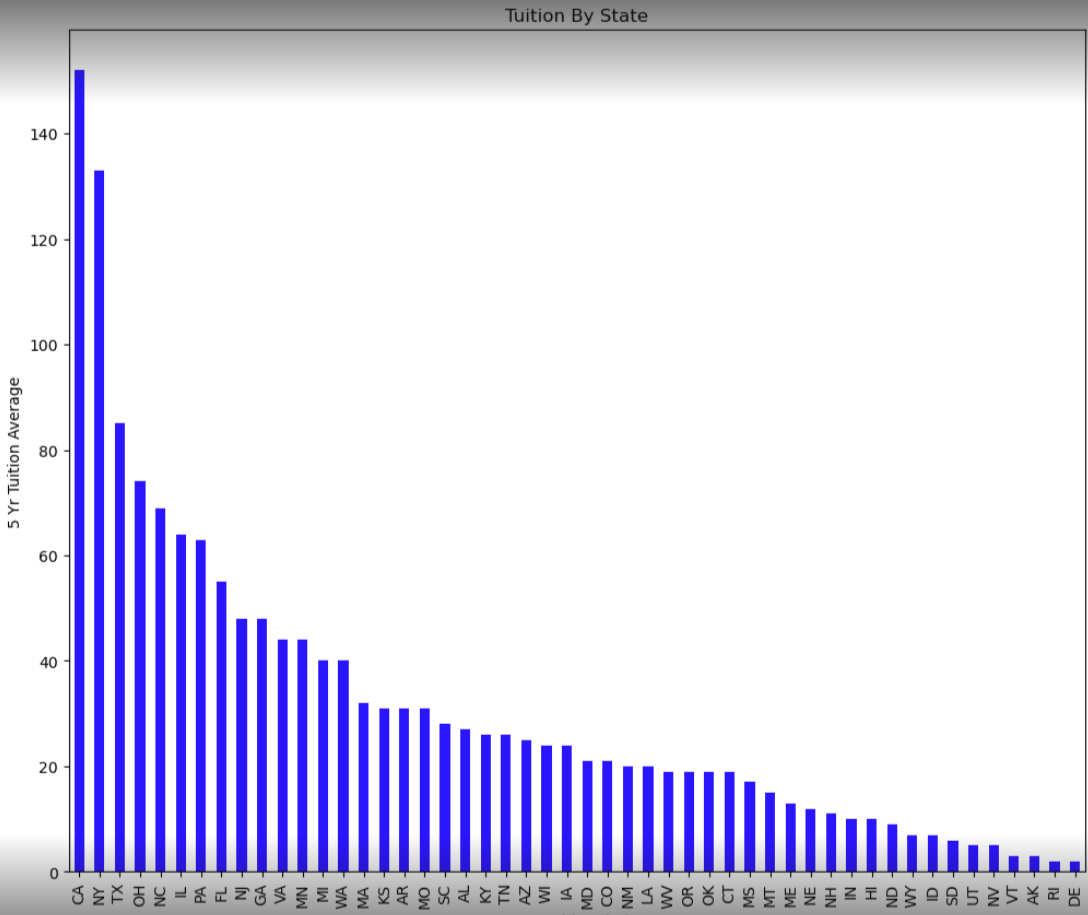 Tuition By State
5 Yr Tuition Average
140
120
100
80
60
40
20
0
CA NY TX OH NC IL PA FL NJ GA VA MN MI WA MA KS AR MO SC AL KY TN AZ WI IA MD CO NM LA WV OR OK CT MS MT ME NE NH IN HI ND WY ID SD UT NV VT AK RI DE